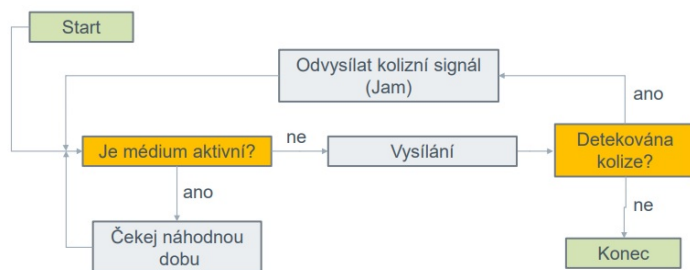 Start
Odvysílat kolizní signál
(Jam)
ano
Je médium aktivní?
ne
Vysílání
Detekována
kolize?
ano
ne
Čekej náhodnou
dobu
Konec